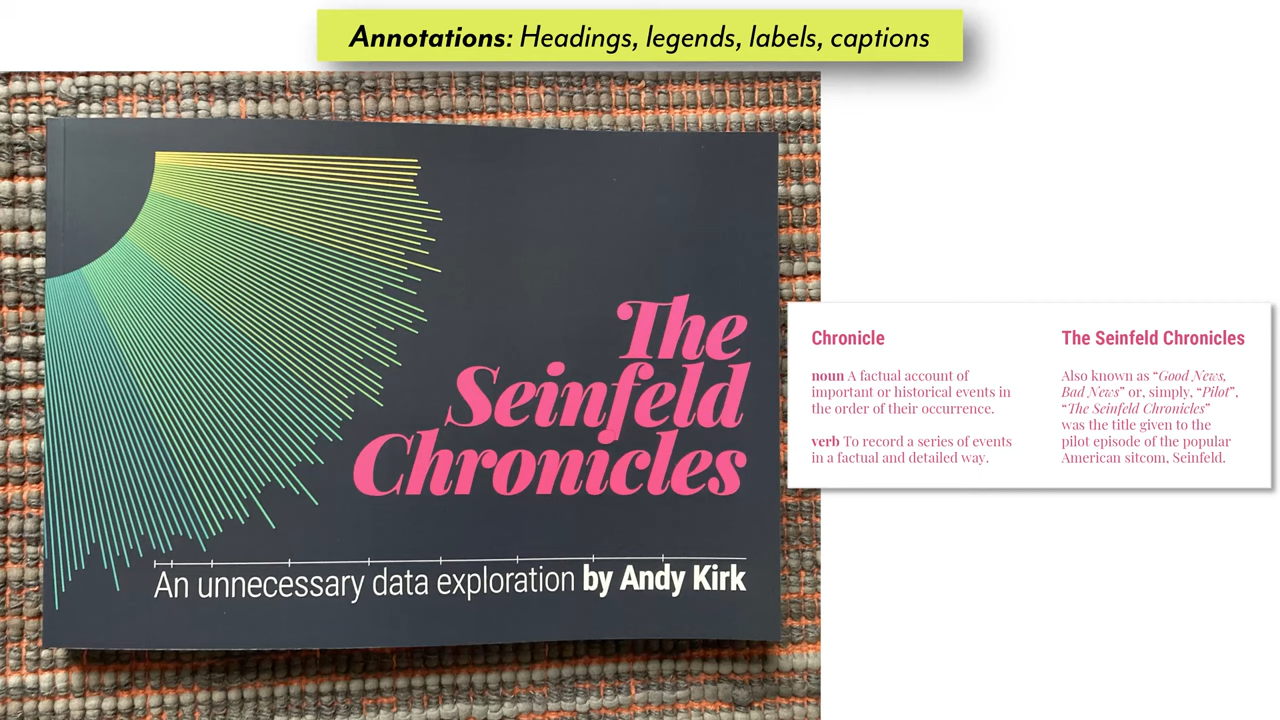 Annotations: Headings, legends, labels, captions
The
Seinfeld
Chronicles
An unnecessary data exploration by Andy Kirk
Chronicle
noun A factual account of
important or historical events in
the order of their occurrence.
verb To record a series of events
in a factual and detailed way.
The Seinfeld Chronicles
Also known as “Good News,
Bad News” or, simply, “Pilot”,
“The Seinfeld Chronicles”
was the title given to the
pilot episode of the popular
American sitcom, Seinfeld.